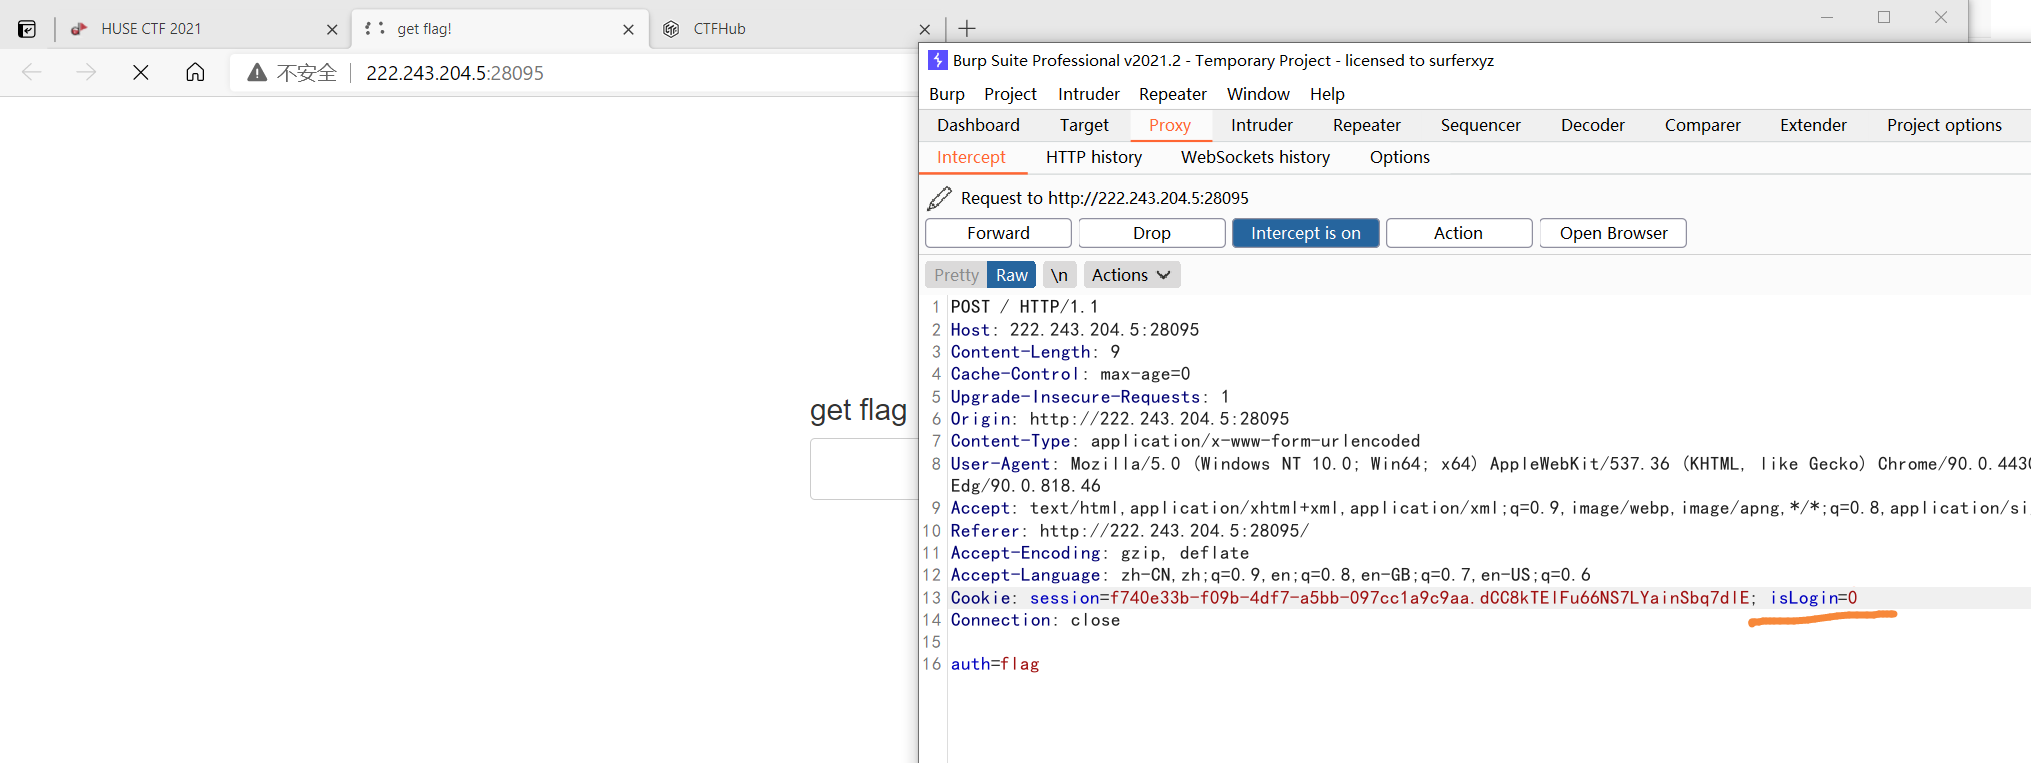 HUSE CTF 2021
get flag!
CTFHub
不安全 222.243.204.5:28095
get flag
Burp Suite Professional v2021.2 - Temporary Project - licensed to surferxyz
Burp Project Intruder Repeater Window Help
Dashboard Target Proxy Intruder Repeater Sequencer Decoder Comparer Extender Project options
Intercept HTTP history WebSockets history Options
Request to http://222.243.204.5:28095
Forward Drop Intercept is on Action Open Browser
Pretty Raw \n Actions
1 POST / HTTP/1.1
2 Host: 222.243.204.5:28095
3 Content-Length: 9
4 Cache-Control: max-age=0
5 Upgrade-Insecure-Requests: 1
6 Origin: http://222.243.204.5:28095
7 Content-Type: application/x-www-form-urlencoded
8 User-Agent: Mozilla/5.0 (Windows NT 10.0; Win64; x64) AppleWebKit/537.36 (KHTML, like Gecko) Chrome/90.0.4430
Edg/90.0.818.46
9 Accept: text/html,application/xhtml+xml,application/xml;q=0.9,image/webp,image/apng,*/*;q=0.8,application/si
10 Referer: http://222.243.204.5:28095/
11 Accept-Encoding: gzip, deflate
12 Accept-Language: zh-CN,zh;q=0.9,en;q=0.8,en-GB;q=0.7,en-US;q=0.6
13 Cookie: session=f740e33b-f09b-4df7-a5bb-097cc1a9c9aa.dCC8kTElFu66NS7LYainSbq7dlE; isLogin=0
14 Connection: close
15
16 auth=flag